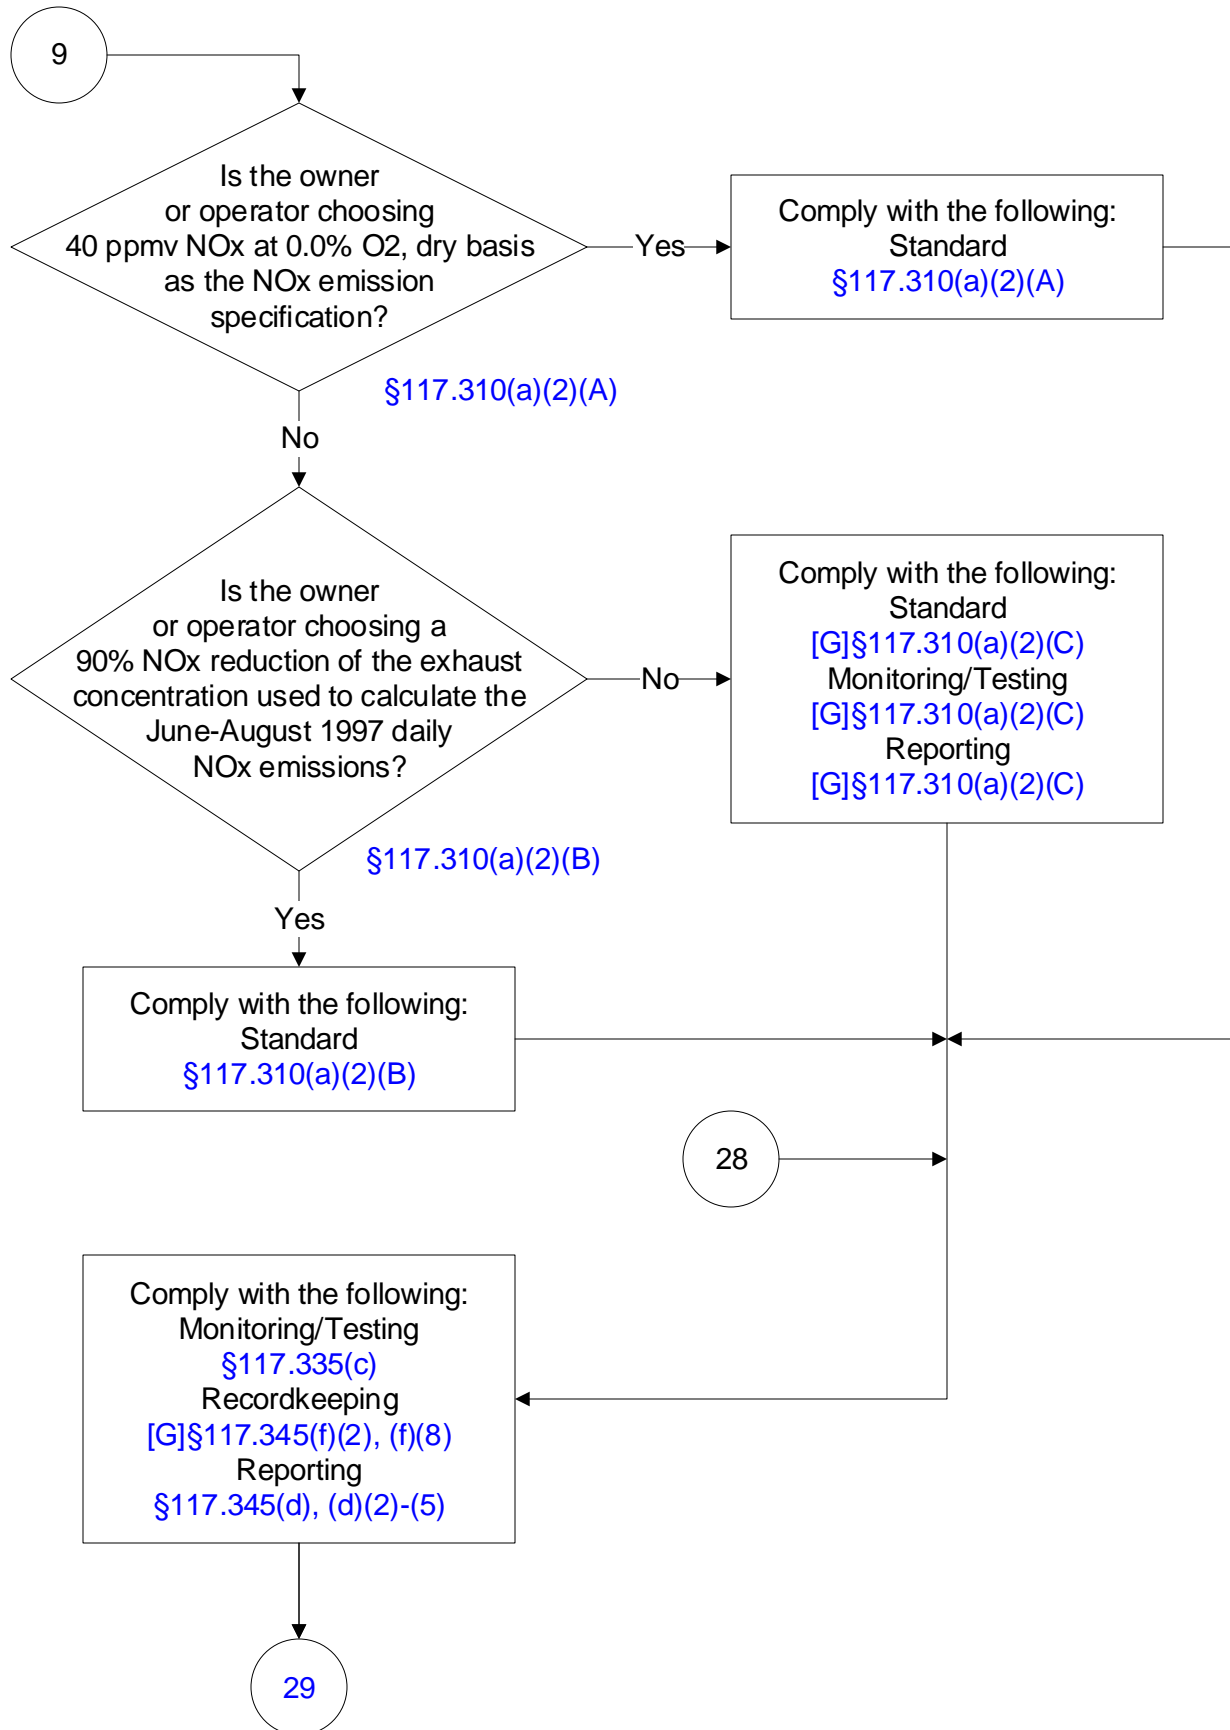 9
Is the owner
or operator choosing
40 ppmv NOx at 0.0% O2, dry basis
as the NOx emission
specification?
Yes
Comply with the following:
Standard
§117.310(a)(2)(A)
§117.310(a)(2)(A)
No
Is the owner
or operator choosing a
90% NOx reduction of the exhaust
concentration used to calculate the
June-August 1997 daily
NOx emissions?
No
Comply with the following:
Standard
[G]§117.310(a)(2)(C)
Monitoring/Testing
[G]§117.310(a)(2)(C)
Reporting
[G]§117.310(a)(2)(C)
§117.310(a)(2)(B)
Yes
Comply with the following:
Standard
§117.310(a)(2)(B)
28
Comply with the following:
Monitoring/Testing
§117.335(c)
Recordkeeping
[G]§117.345(f)(2), (f)(8)
Reporting
§117.345(d), (d)(2)-(5)
29